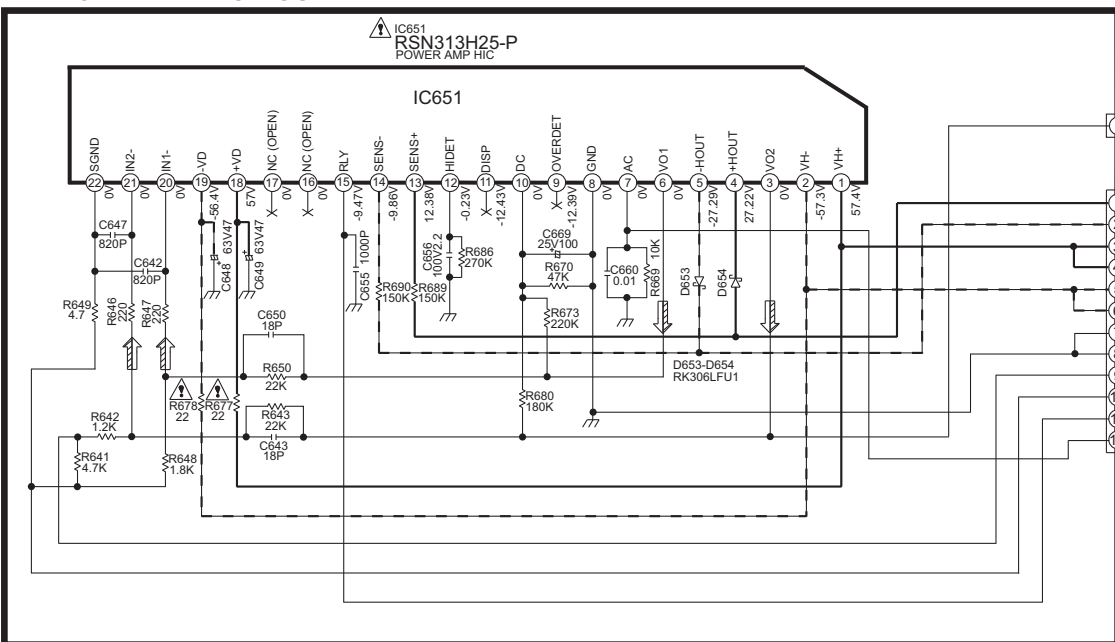 IC651
RSN313H25-P
POWER AMP HIC
IC651
SGND
IN2-
IN1-
-VD
+VD
NC (OPEN)
NC (OPEN)
RLY
SENS-
SENS+
HIDET
DISP
DC
OVERDET
GND
AC
VO1
-HOUT
+HOUT
VO2
VH-
VH+
22
21
20
19
18
17
16
15
14
13
12
11
10
9
8
7
6
5
4
3
2
1
0V
0V
0V
-56.4V
57V
0V
0V
-9.47V
-9.86V
12.38V
-0.23V
-12.43V
0V
-12.39V
0V
0V
0V
-27.29V
27.22V
0V
-57.3V
57.4V
C647
820P
C642
820P
R649
4.7
R646
220
R647
220
C648
63V47
C649
63V47
C655
1000P
R690
150K
R689
150K
C656
100V2.2
R686
270K
C669
25V100
R670
47K
R673
220K
C660
0.01
R669
10K
D653
D654
D653-D654
RK306LFU1
C650
18P
R650
22K
R678
22
R677
22
R643
22K
C643
18P
R680
180K
R642
1.2K
R641
4.7K
R648
1.8K